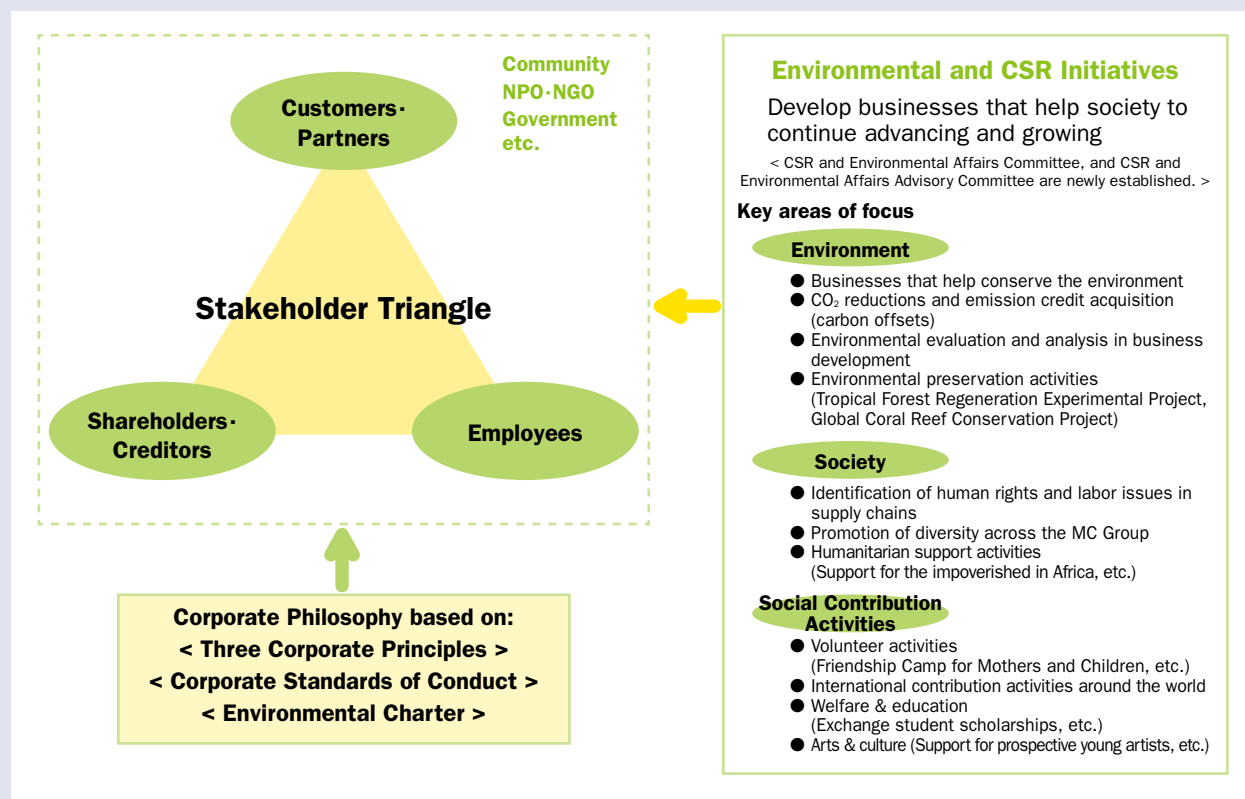 Customers·
Partners
Community
NPO·NGO
Government
etc.
Stakeholder Triangle
Shareholders·
Creditors
Employees
Corporate Philosophy based on:
< Three Corporate Principles >
< Corporate Standards of Conduct >
< Environmental Charter >
Environmental and CSR Initiatives
Develop businesses that help society to
continue advancing and growing
< CSR and Environmental Affairs Committee, and CSR and
Environmental Affairs Advisory Committee are newly established. >
Key areas of focus
Environment
● Businesses that help conserve the environment
● CO₂ reductions and emission credit acquisition
(carbon offsets)
● Environmental evaluation and analysis in business
development
● Environmental preservation activities
(Tropical Forest Regeneration Experimental Project,
Global Coral Reef Conservation Project)
Society
● Identification of human rights and labor issues in
supply chains
● Promotion of diversity across the MC Group
● Humanitarian support activities
(Support for the impoverished in Africa, etc.)
Social Contribution
Activities
● Volunteer activities
(Friendship Camp for Mothers and Children, etc.)
● International contribution activities around the world
● Welfare & education
(Exchange student scholarships, etc.)
● Arts & culture (Support for prospective young artists, etc.)